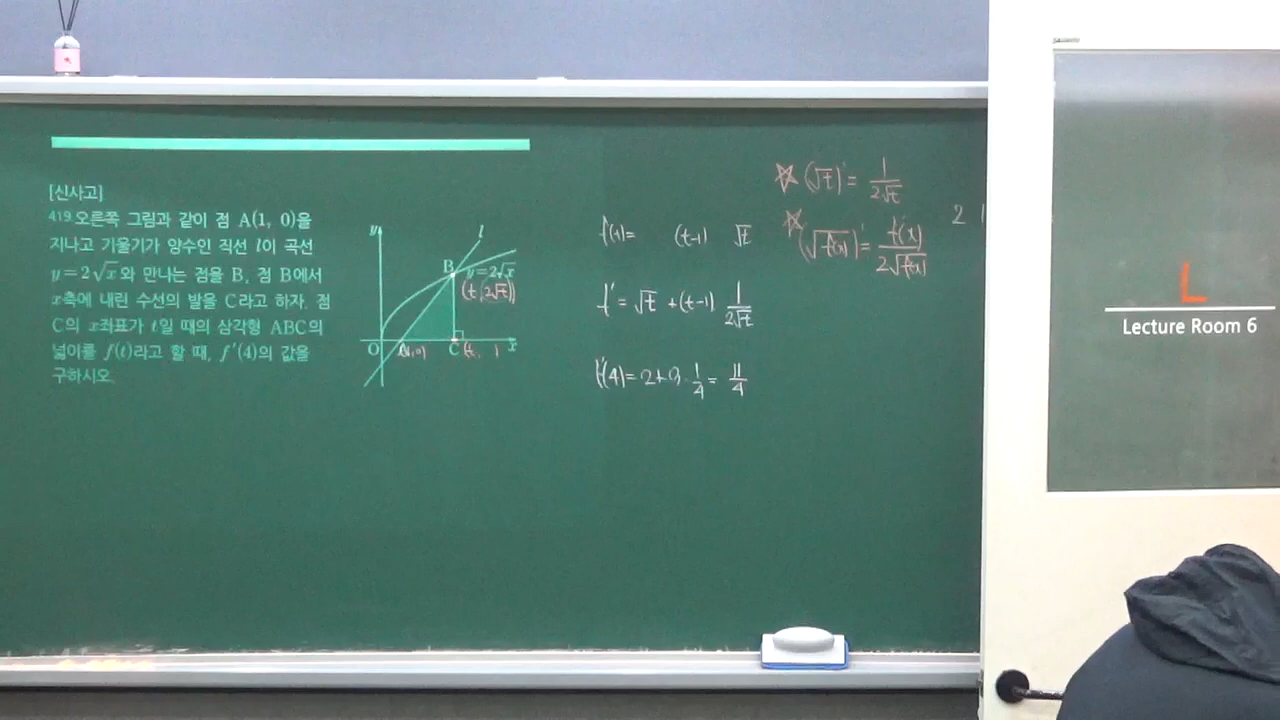 [신사고]
419 오른쪽 그림과 같이 점 A(1, 0)을
지나고 기울기가 양수인 직선 l이 곡선
y=2√x와 만나는 점을 B, 점 B에서
x축에 내린 수선의 발을 C라고 하자. 점
C의 x좌표가 t일 때의 삼각형 ABC의
넓이를 f(t)라고 할 때, f′(4)의 값을
구하시오.
y
l
B
y=2√x
(t, 2√t)
O
(1,0)
C
(t,
x
(t-1) √t
f′ = √t +(t-1) 1/2√t
f′(4)=2+3·1/4= 11/4
(√t)′= 1/2√t
(√f(x))′= f′(x)/2√f(x)
2
L
Lecture Room 6